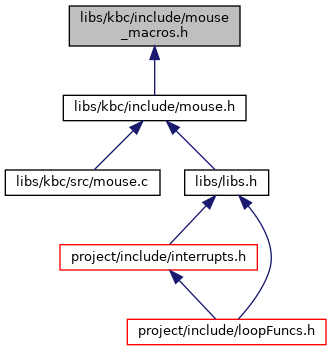 libs/kbc/include/mouse
_macros.h
libs/kbc/include/mouse.h
libs/kbc/src/mouse.c
libs/libs.h
project/include/interrupts.h
project/include/loopFuncs.h